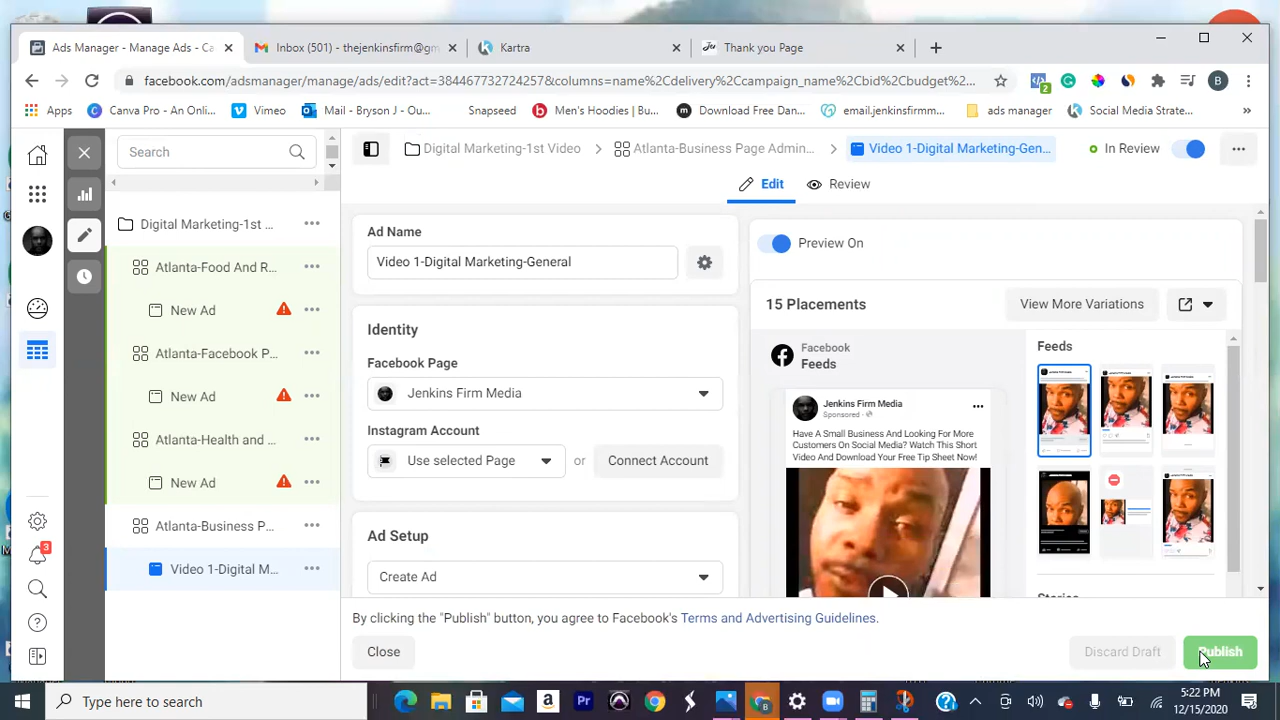 Ads Manager - Manage Ads - Ca
Inbox (501) - thejenkinsfirm@gm
Kartra
Thank you Page
facebook.com/adsmanager/manage/ads/edit?act=384467732724257&columns=name%2Cdelivery%2Ccampaign_name%2Cbid%2Cbudget%2C...
Apps
Canva Pro - An Onli...
Vimeo
Mail - Bryson J - Ou...
Snapseed
Men's Hoodies | Bu...
Download Free Dan...
email.jenkinsfirmm...
ads manager
Social Media Strate...
B
2
»
Search
Digital Marketing-1st Video
Atlanta-Business Page Admin...
Video 1-Digital Marketing-Gen...
In Review
Edit
Review
Digital Marketing-1st ...
Atlanta-Food And R...
New Ad
Atlanta-Facebook P...
New Ad
Atlanta-Health and ...
New Ad
Atlanta-Business P...
Video 1-Digital M...
3
Ad Name
Video 1-Digital Marketing-General
Identity
Facebook Page
Jenkins Firm Media
Instagram Account
Use selected Page
or
Connect Account
Ad Setup
Create Ad
Preview On
15 Placements
View More Variations
Facebook
Feeds
Jenkins Firm Media
Sponsored ·
Have A Small Business And Looking For More
Customers On Social Media? Watch This Short
Video And Download Your Free Tip Sheet Now!
Feeds
Stories
By clicking the "Publish" button, you agree to Facebook's Terms and Advertising Guidelines.
Close
Discard Draft
Publish
Type here to search
5:22 PM
12/15/2020